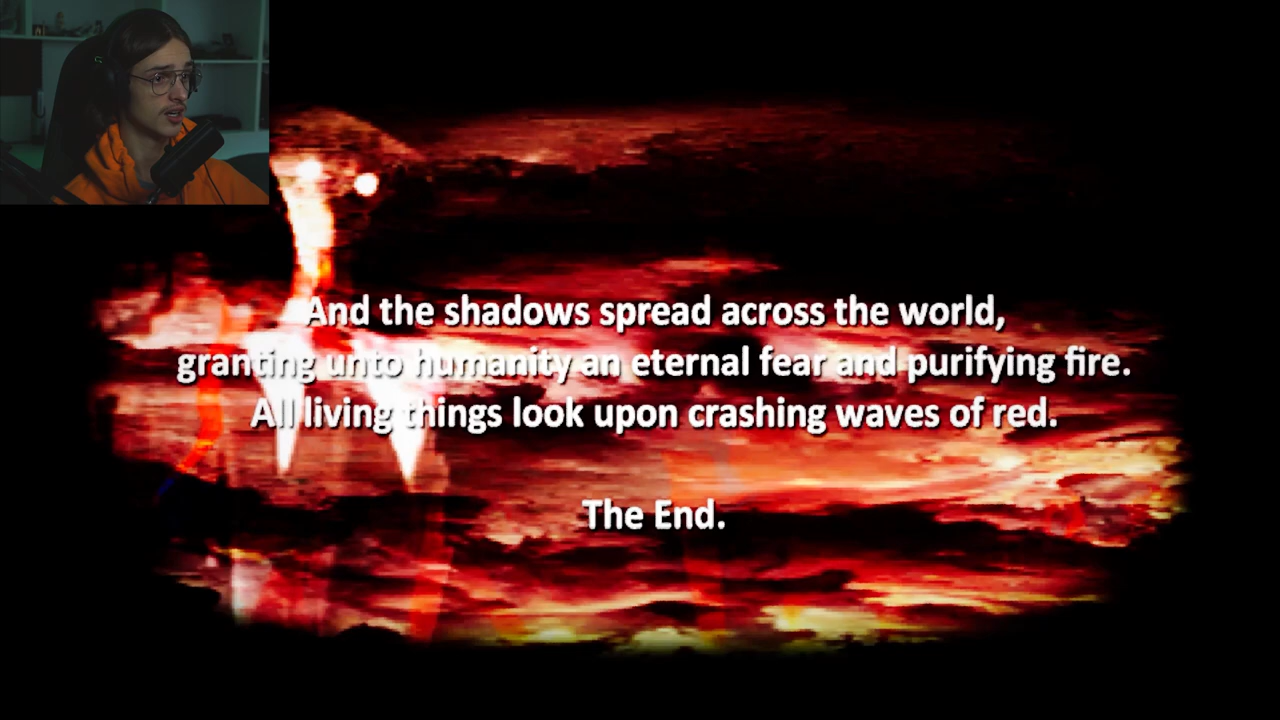 And the shadows spread across the world,
granting unto humanity an eternal fear and purifying fire.
All living things look upon crashing waves of red.
The End.